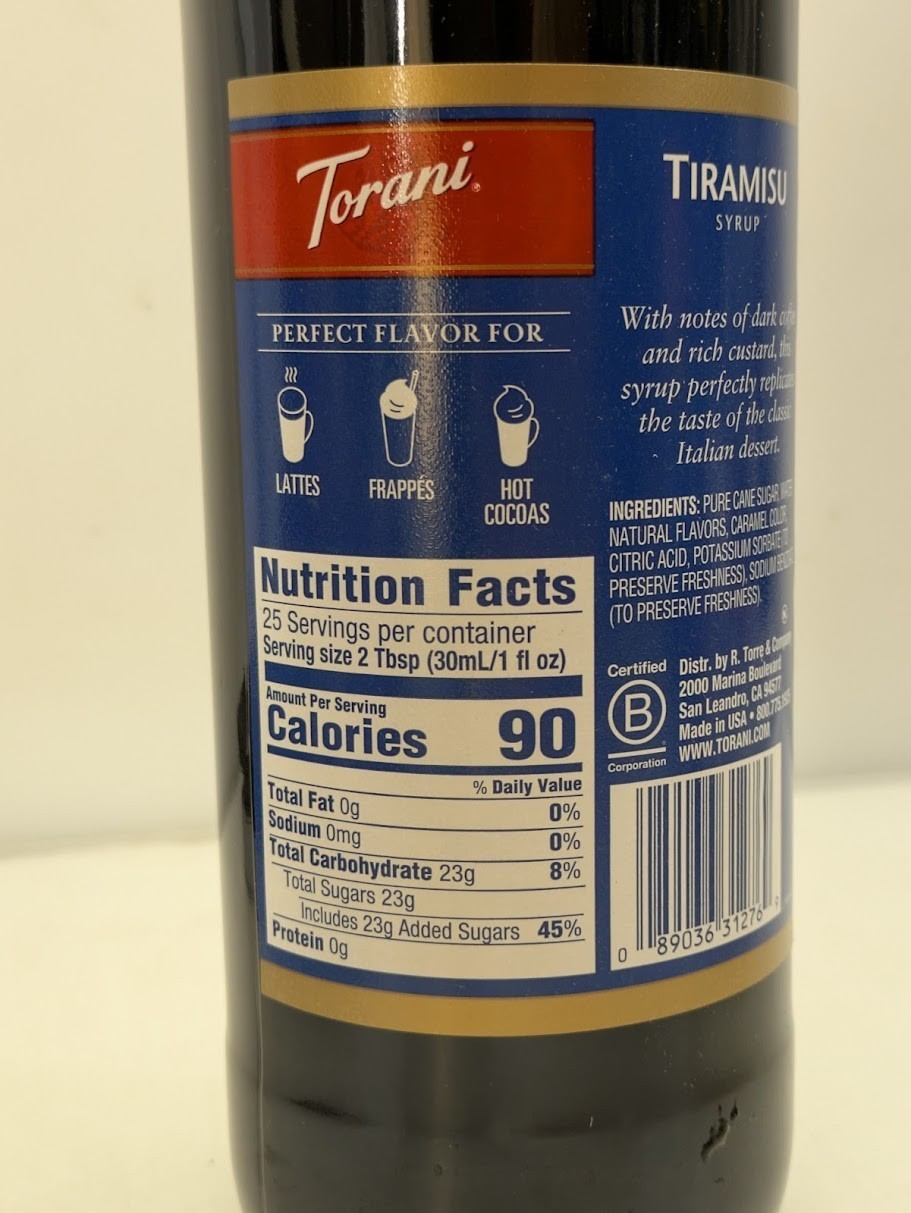 Torani
PERFECT FLAVOR FOR
LATTES
FRAPPÉS
HOT
COCOAS
Nutrition Facts
25 Servings per container
Serving size 2 Tbsp (30mL/1 fl oz)
Amount Per Serving
Calories 90
% Daily Value
Total Fat 0g 0%
Sodium 0mg 0%
Total Carbohydrate 23g 8%
Total Sugars 23g
Includes 23g Added Sugars 45%
Protein 0g
TIRAMISU
SYRUP
With notes of dark
and rich custard,
syrup perfectly
the taste of the
Italian dessert.
INGREDIENTS: PURE CANE SUGAR,
NATURAL FLAVORS, CARAMEL COLOR,
CITRIC ACID, POTASSIUM SORBATE
PRESERVE FRESHNESS), SODIUM
(TO PRESERVE FRESHNESS).
Certified
B
Corporation
Distr. by R. Torre &
2000 Marina Boulevard
San Leandro, CA 94577
Made in USA •
WWW.TORANI.COM
0 89036 31276 9